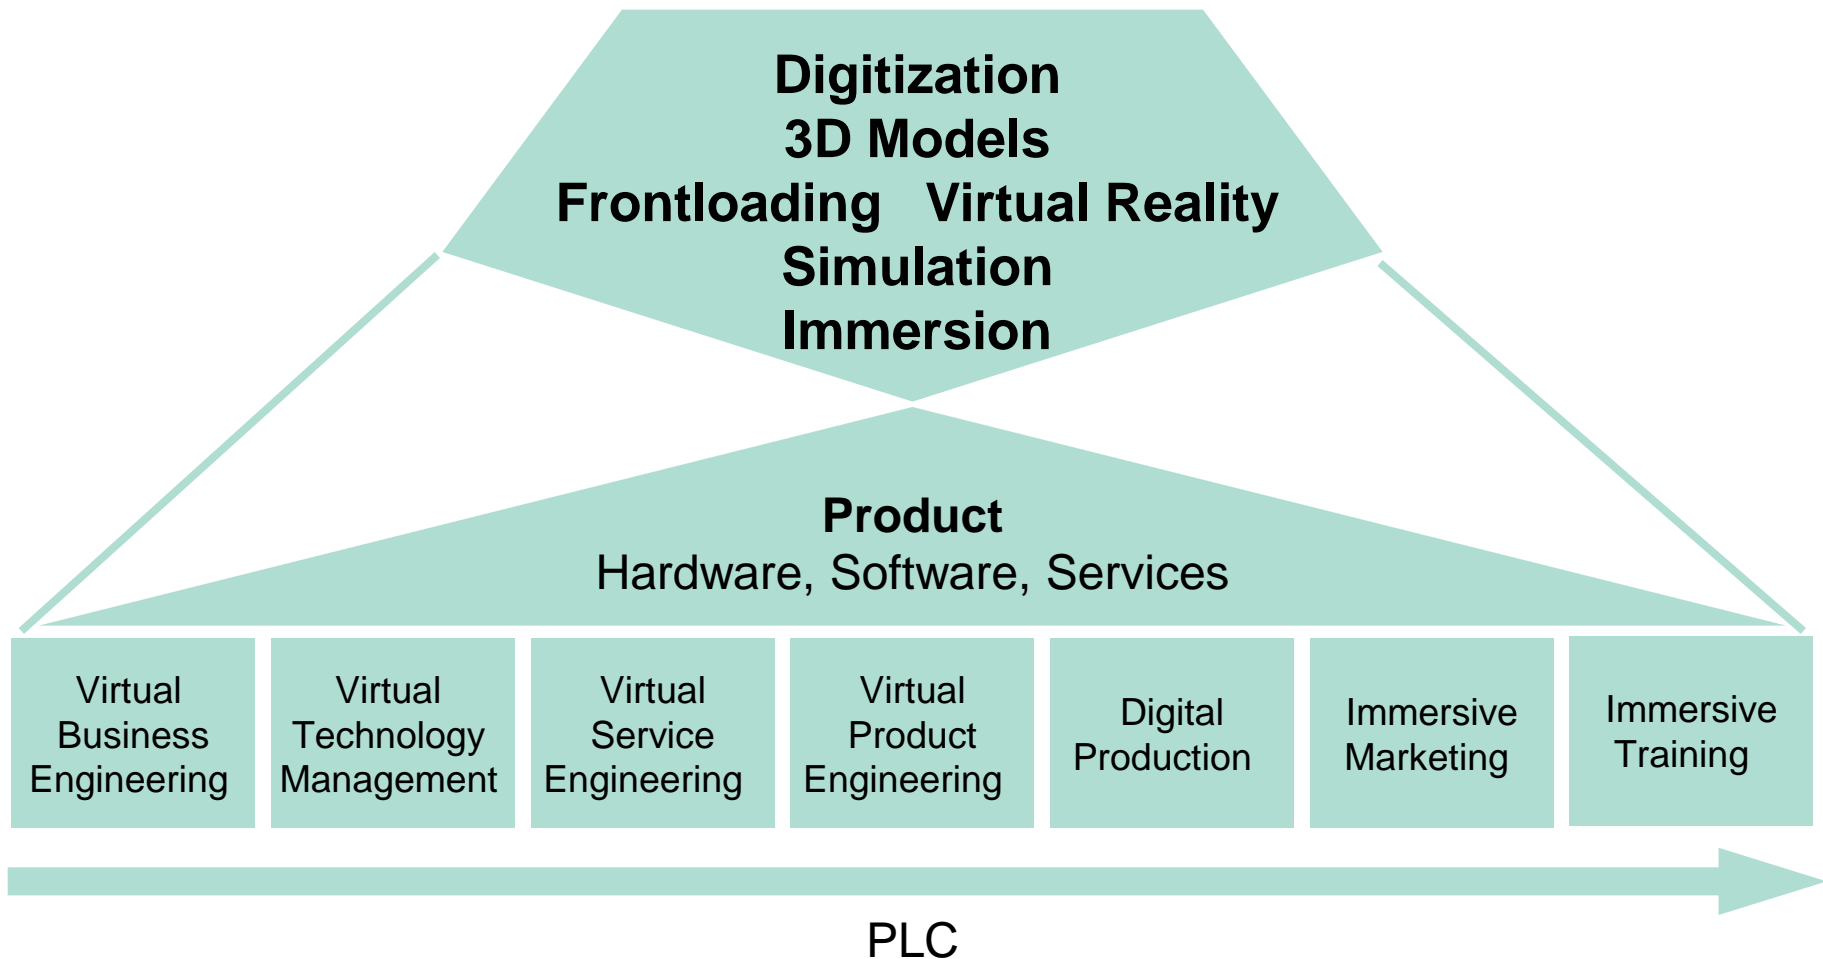 Digitization
3D Models
Frontloading Virtual Reality
Simulation
Immersion
Product
Hardware, Software, Services
Virtual
Business
Engineering
Virtual
Technology
Management
Virtual
Service
Engineering
Virtual
Product
Engineering
Digital
Production
Immersive
Marketing
Immersive
Training
PLC